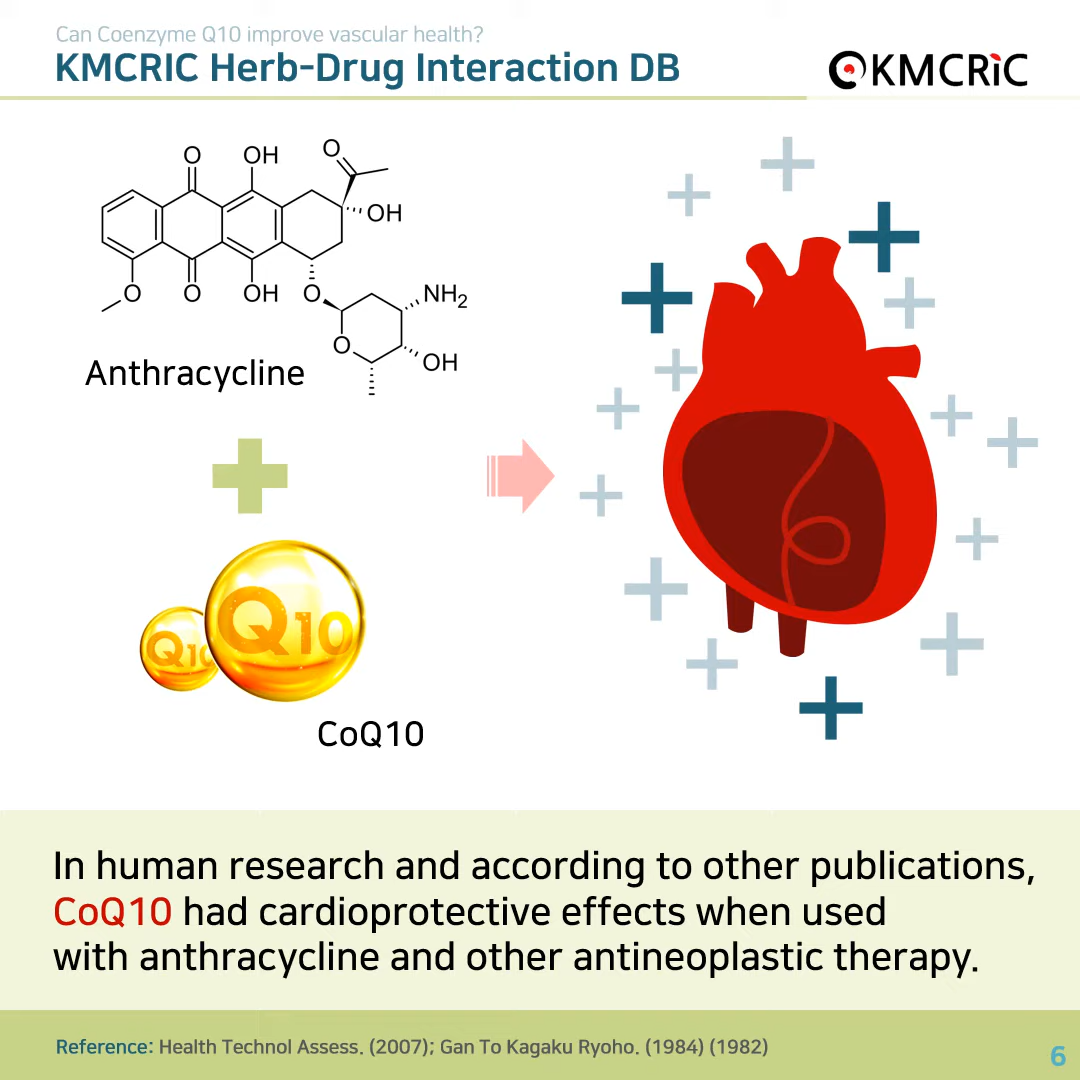 Can Coenzyme Q10 improve vascular health?
KMCRIC Herb-Drug Interaction DB
KMCRiC
O
OH
O
OH
O
O
OH
O
NH2
O
OH
Anthracycline
Q10
Q10
CoQ10
In human research and according to other publications,
CoQ10 had cardioprotective effects when used
with anthracycline and other antineoplastic therapy.
Reference: Health Technol Assess. (2007); Gan To Kagaku Ryoho. (1984) (1982)
6